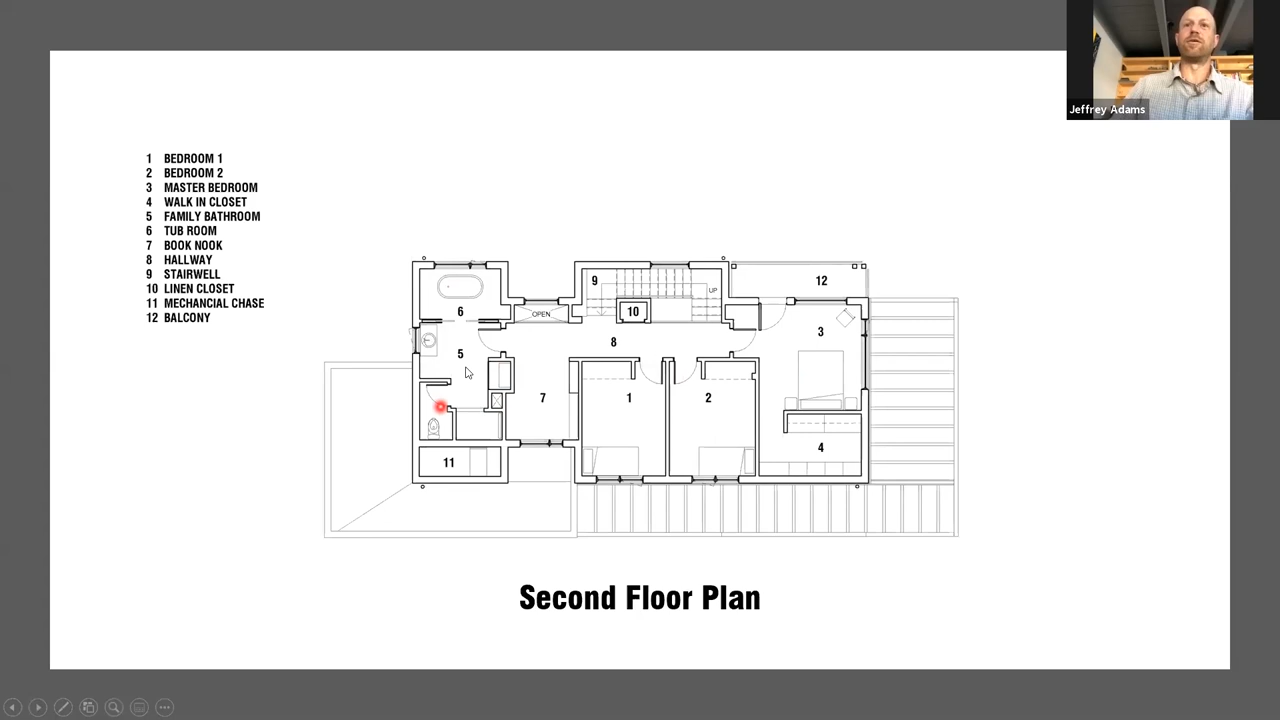 Jeffrey Adams
1 BEDROOM 1
2 BEDROOM 2
3 MASTER BEDROOM
4 WALK IN CLOSET
5 FAMILY BATHROOM
6 TUB ROOM
7 BOOK NOOK
8 HALLWAY
9 STAIRWELL
10 LINEN CLOSET
11 MECHANCIAL CHASE
12 BALCONY
9
12
UP
6
OPEN
10
3
5
8
7
1
2
4
11
Second Floor Plan